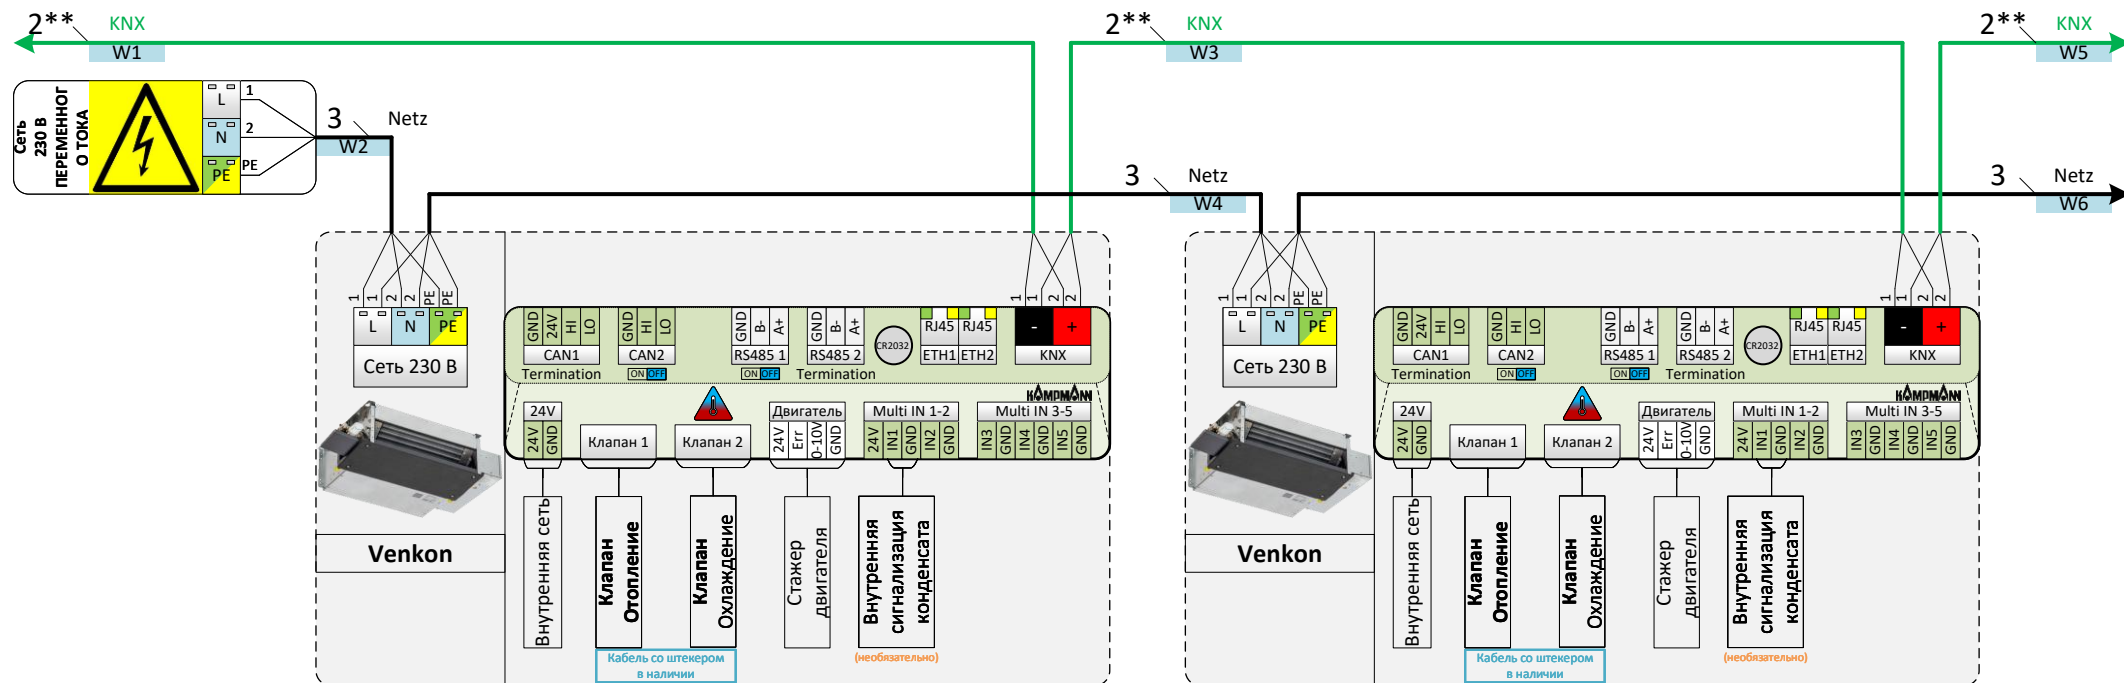 2** KNX
W1
2** KNX
W3
2** KNX
W5
Сеть
230 В
ПЕРЕМЕННОГ
О ТОКА
L
N
PE
1
2
PE
3 Netz
W2
3 Netz
W4
3 Netz
W6
1 1 2 2 PE PE
L N PE
Сеть 230 В
Venkon
GND 24V HI LO
CAN1
GND HI LO
CAN2
GND B- A+
RS485 1
GND B- A+
RS485 2
CR2032
RJ45 RJ45
ETH1 ETH2
1 1 2 2
- +
KNX
Termination
ON OFF
ON OFF
Termination
KAMPMANN
24V
24V GND
Клапан 1
Клапан 2
Двигатель
24V Err 0-10V GND
Multi IN 1-2
24V IN1 GND IN2 GND
Multi IN 3-5
IN3 GND IN4 GND IN5 GND
Внутренняя сеть
Клапан
Отопление
Клапан
Охлаждение
Стажер
двигателя
Внутренняя
сигнализация
конденсата
Кабель со штекером
в наличии
(необязательно)
1 1 2 2 PE PE
L N PE
Сеть 230 В
Venkon
GND 24V HI LO
CAN1
GND HI LO
CAN2
GND B- A+
RS485 1
GND B- A+
RS485 2
CR2032
RJ45 RJ45
ETH1 ETH2
1 1 2 2
- +
KNX
Termination
ON OFF
ON OFF
Termination
KAMPMANN
24V
24V GND
Клапан 1
Клапан 2
Двигатель
24V Err 0-10V GND
Multi IN 1-2
24V IN1 GND IN2 GND
Multi IN 3-5
IN3 GND IN4 GND IN5 GND
Внутренняя сеть
Клапан
Отопление
Клапан
Охлаждение
Стажер
двигателя
Внутренняя
сигнализация
конденсата
Кабель со штекером
в наличии
(необязательно)